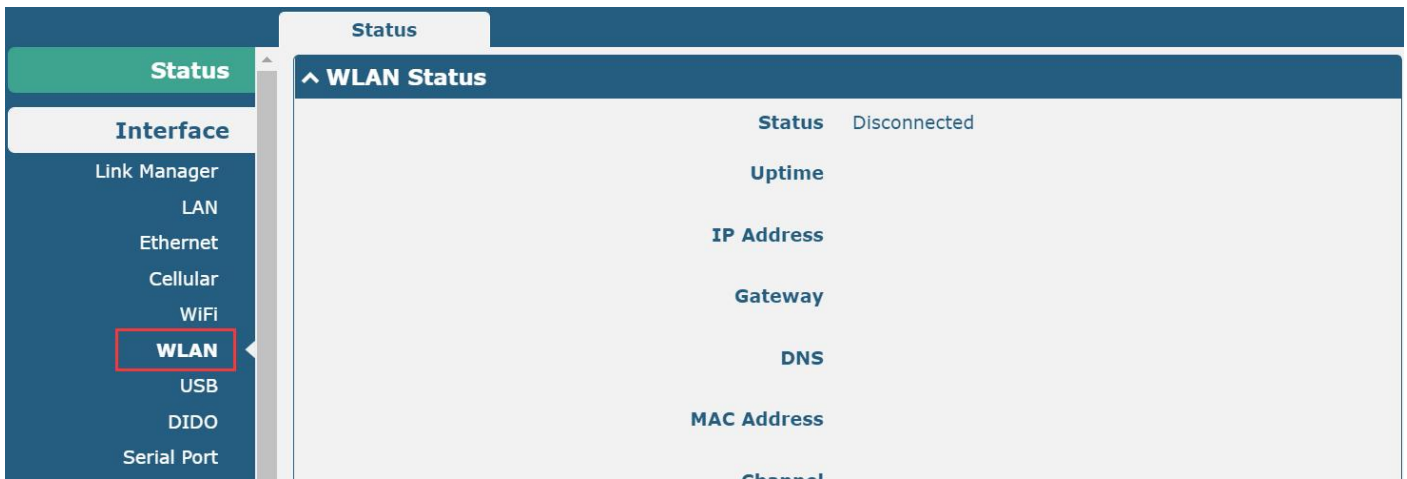 Status
Status
Interface
Link Manager
LAN
Ethernet
Cellular
WiFi
WLAN
USB
DIDO
Serial Port
WLAN Status
Status Disconnected
Uptime
IP Address
Gateway
DNS
MAC Address
Channel